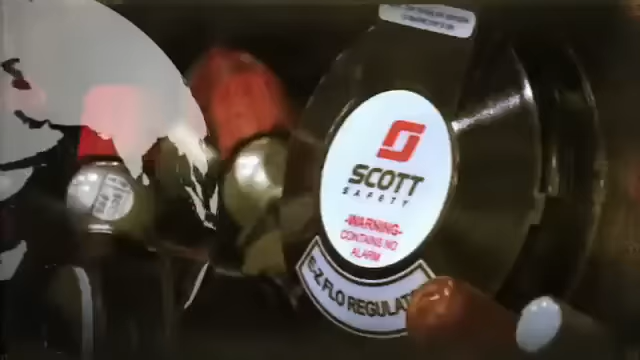 SCOTT
SAFETY
-WARNING-
CONTAINS NO
ALARM
E-Z FLO REGULAT